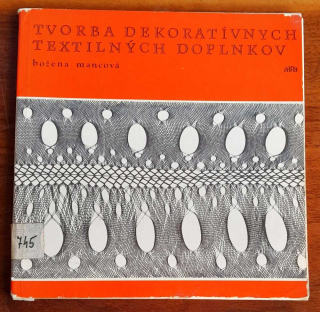 TVORBA DEKORATÍVNYCH
TEXTILNÝCH DOPLNKOV
božena mancová
alfa
745